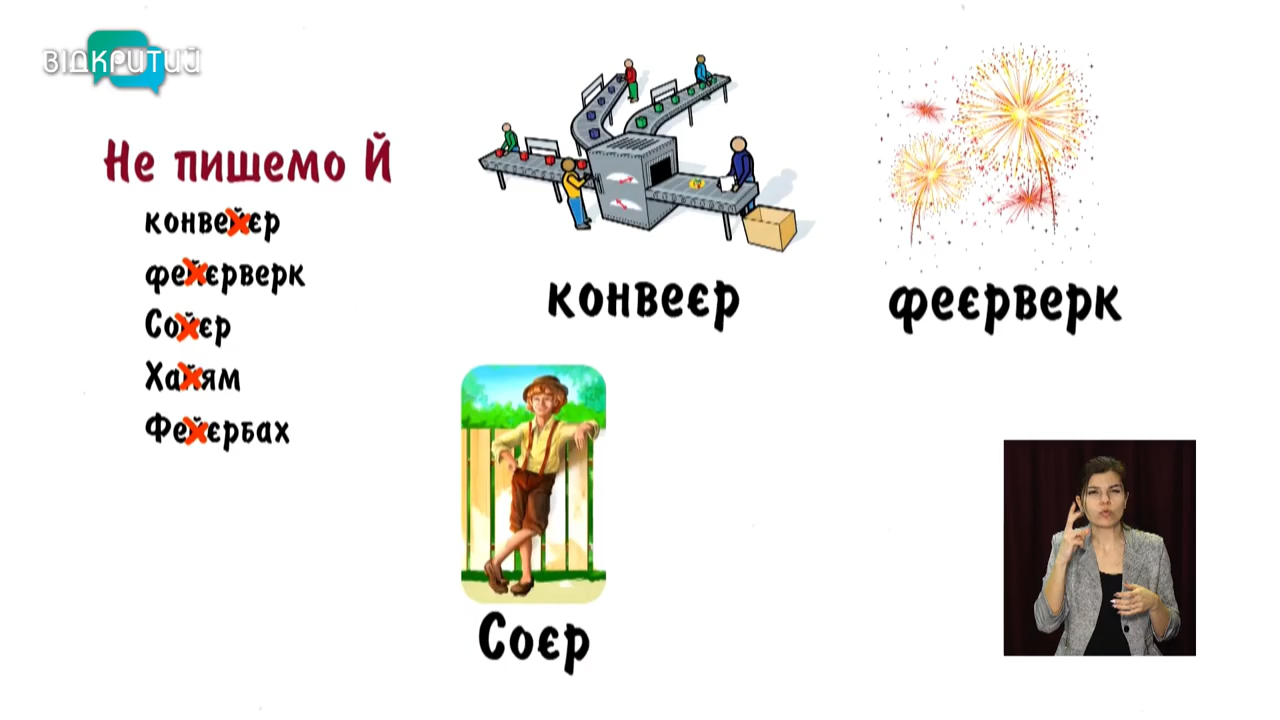 ВІДКРИТИЙ
Не пишемо Й
конвейєр
фейєрверк
Сойєр
Хайям
Фейєрбах
конвеєр
феєрверк
Соєр